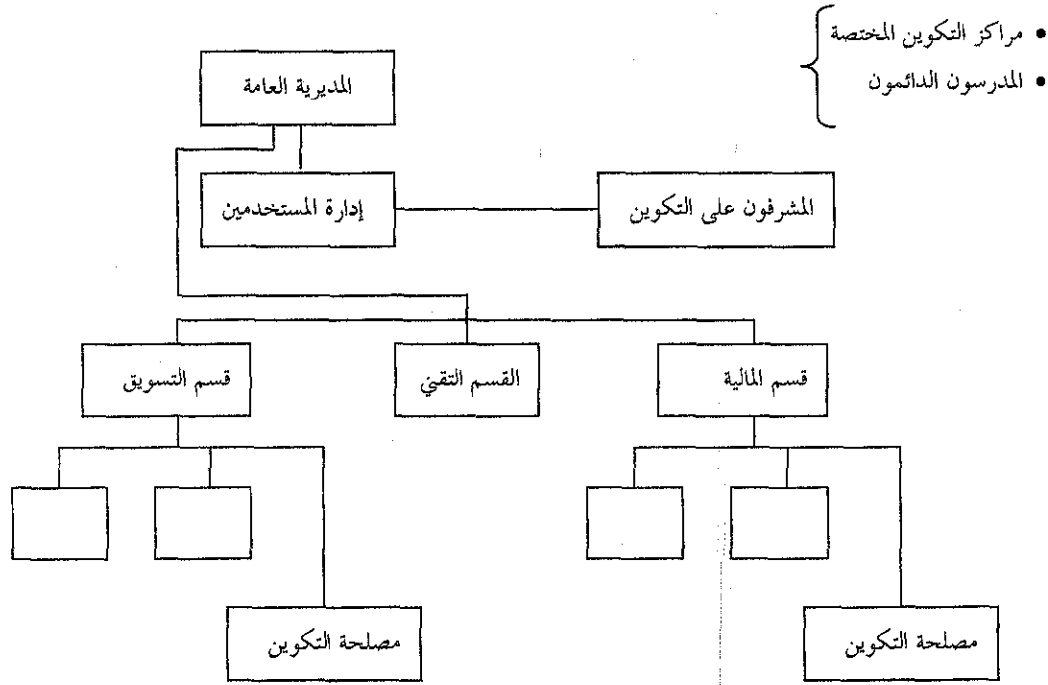 • مراكز التكوين المختصة
• المدرسون الدائمون
المديرية العامة
المشرفون على التكوين
إدارة المستخدمين
قسم المالية
القسم التقني
قسم التسويق
مصلحة التكوين
مصلحة التكوين